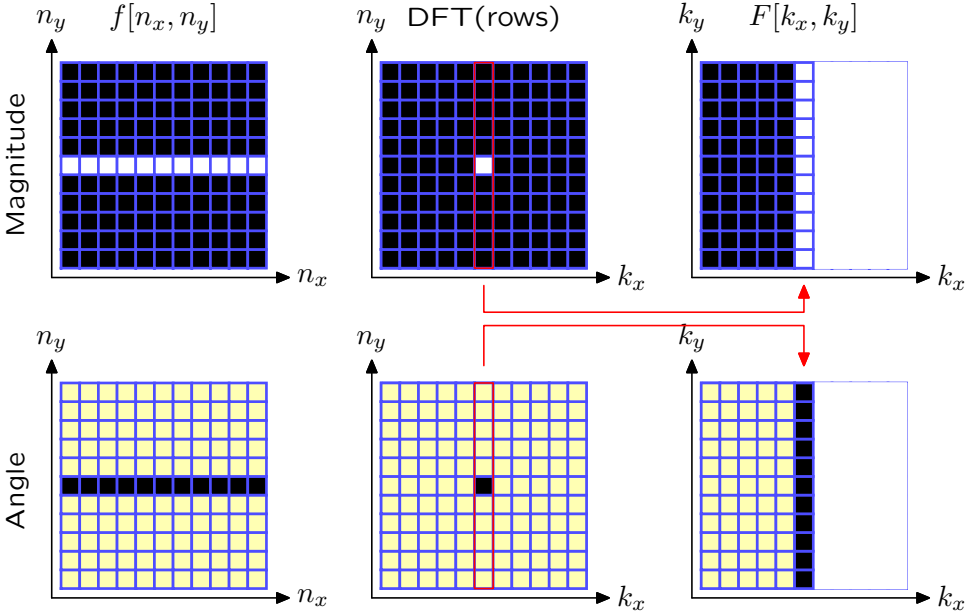 n_y f[n_x, n_y] n_y DFT(rows) k_y F[k_x, k_y]
Magnitude
n_x k_x k_x
n_y n_y k_y
Angle
n_x k_x k_x